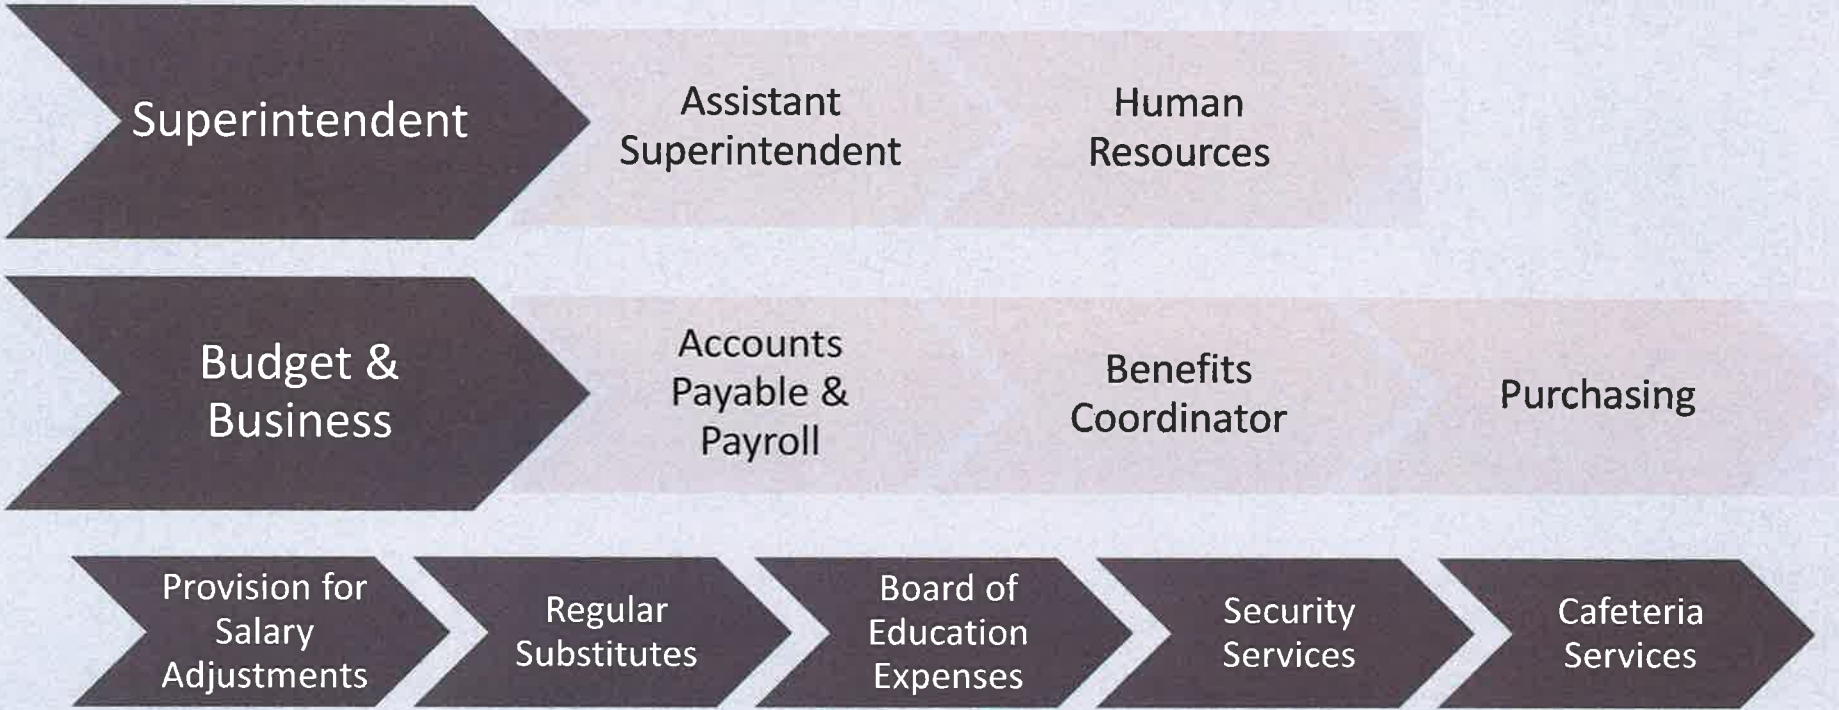 Superintendent
Assistant
Superintendent
Human
Resources
Budget &
Business
Accounts
Payable &
Payroll
Benefits
Coordinator
Purchasing
Provision for
Salary
Adjustments
Regular
Substitutes
Board of
Education
Expenses
Security
Services
Cafeteria
Services